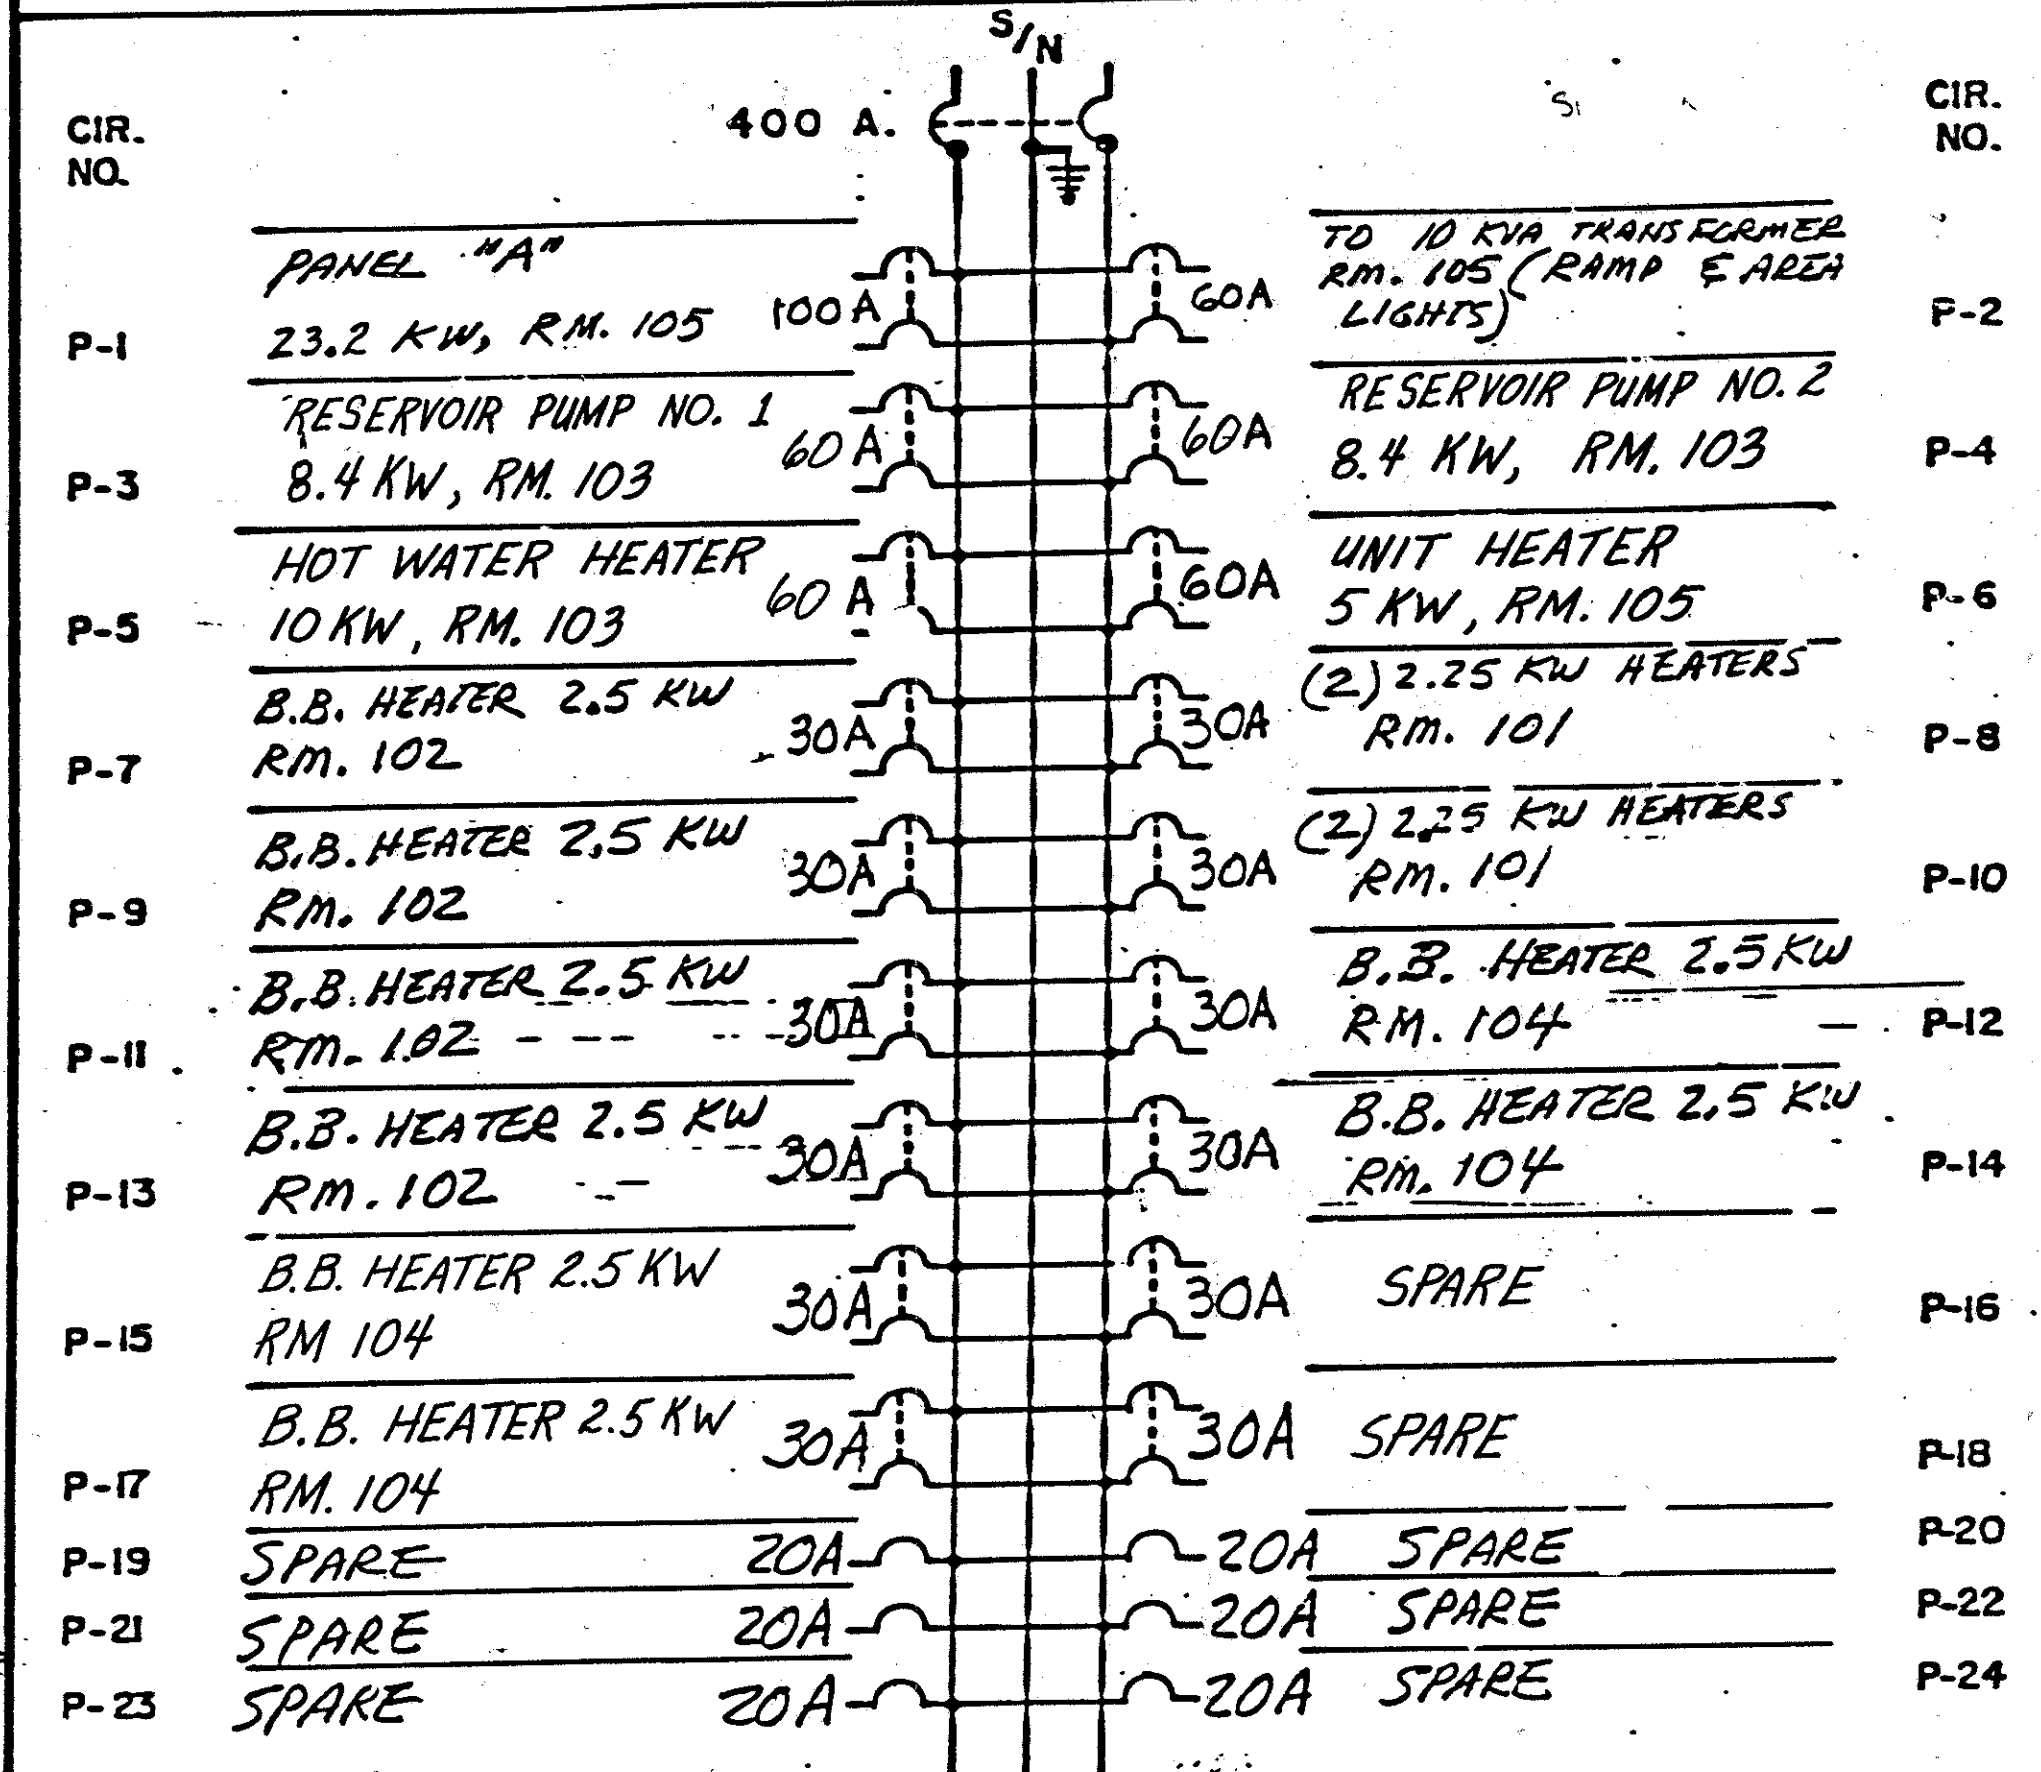 S/N
400 A.
CIR.
NO.
CIR.
NO.
PANEL "A"
23.2 KW, RM. 105
P-1
100A
60A
TO 10 KVA TRANSFORMER
RM. 105 (RAMP & AREA
LIGHTS)
P-2
RESERVOIR PUMP NO. 1
8.4 KW, RM. 103
P-3
60A
60A
RESERVOIR PUMP NO. 2
8.4 KW, RM. 103
P-4
HOT WATER HEATER
10 KW, RM. 103
P-5
60 A
60A
UNIT HEATER
5 KW, RM. 105
P-6
B.B. HEATER 2.5 KW
RM. 102
P-7
30A
30A
(2) 2.25 KW HEATERS
RM. 101
P-8
B.B. HEATER 2.5 KW
RM. 102
P-9
30A
30A
(2) 2.25 KW HEATERS
RM. 101
P-10
B.B. HEATER 2.5 KW
RM. 102
P-11
30A
30A
B.B. HEATER 2.5 KW
RM. 104
P-12
B.B. HEATER 2.5 KW
RM. 102
P-13
30A
30A
B.B. HEATER 2.5 KW
RM. 104
P-14
B.B. HEATER 2.5 KW
RM 104
P-15
30A
30A
SPARE
P-16
B.B. HEATER 2.5 KW
RM. 104
P-17
30A
30A
SPARE
P-18
P-19 SPARE 20A 20A SPARE P-20
P-21 SPARE 20A 20A SPARE P-22
P-23 SPARE 20A 20A SPARE P-24